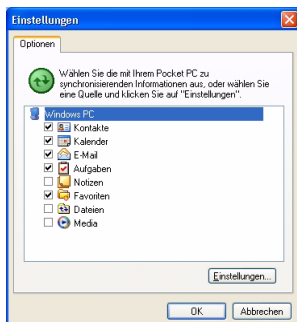 Einstellungen
Optionen
Wählen Sie die mit Ihrem Pocket PC zu
synchronisierenden Informationen aus, oder wählen Sie
eine Quelle und klicken Sie auf "Einstellungen".
Windows PC
Kontakte
Kalender
E-Mail
Aufgaben
Notizen
Favoriten
Dateien
Media
Einstellungen...
OK Abbrechen